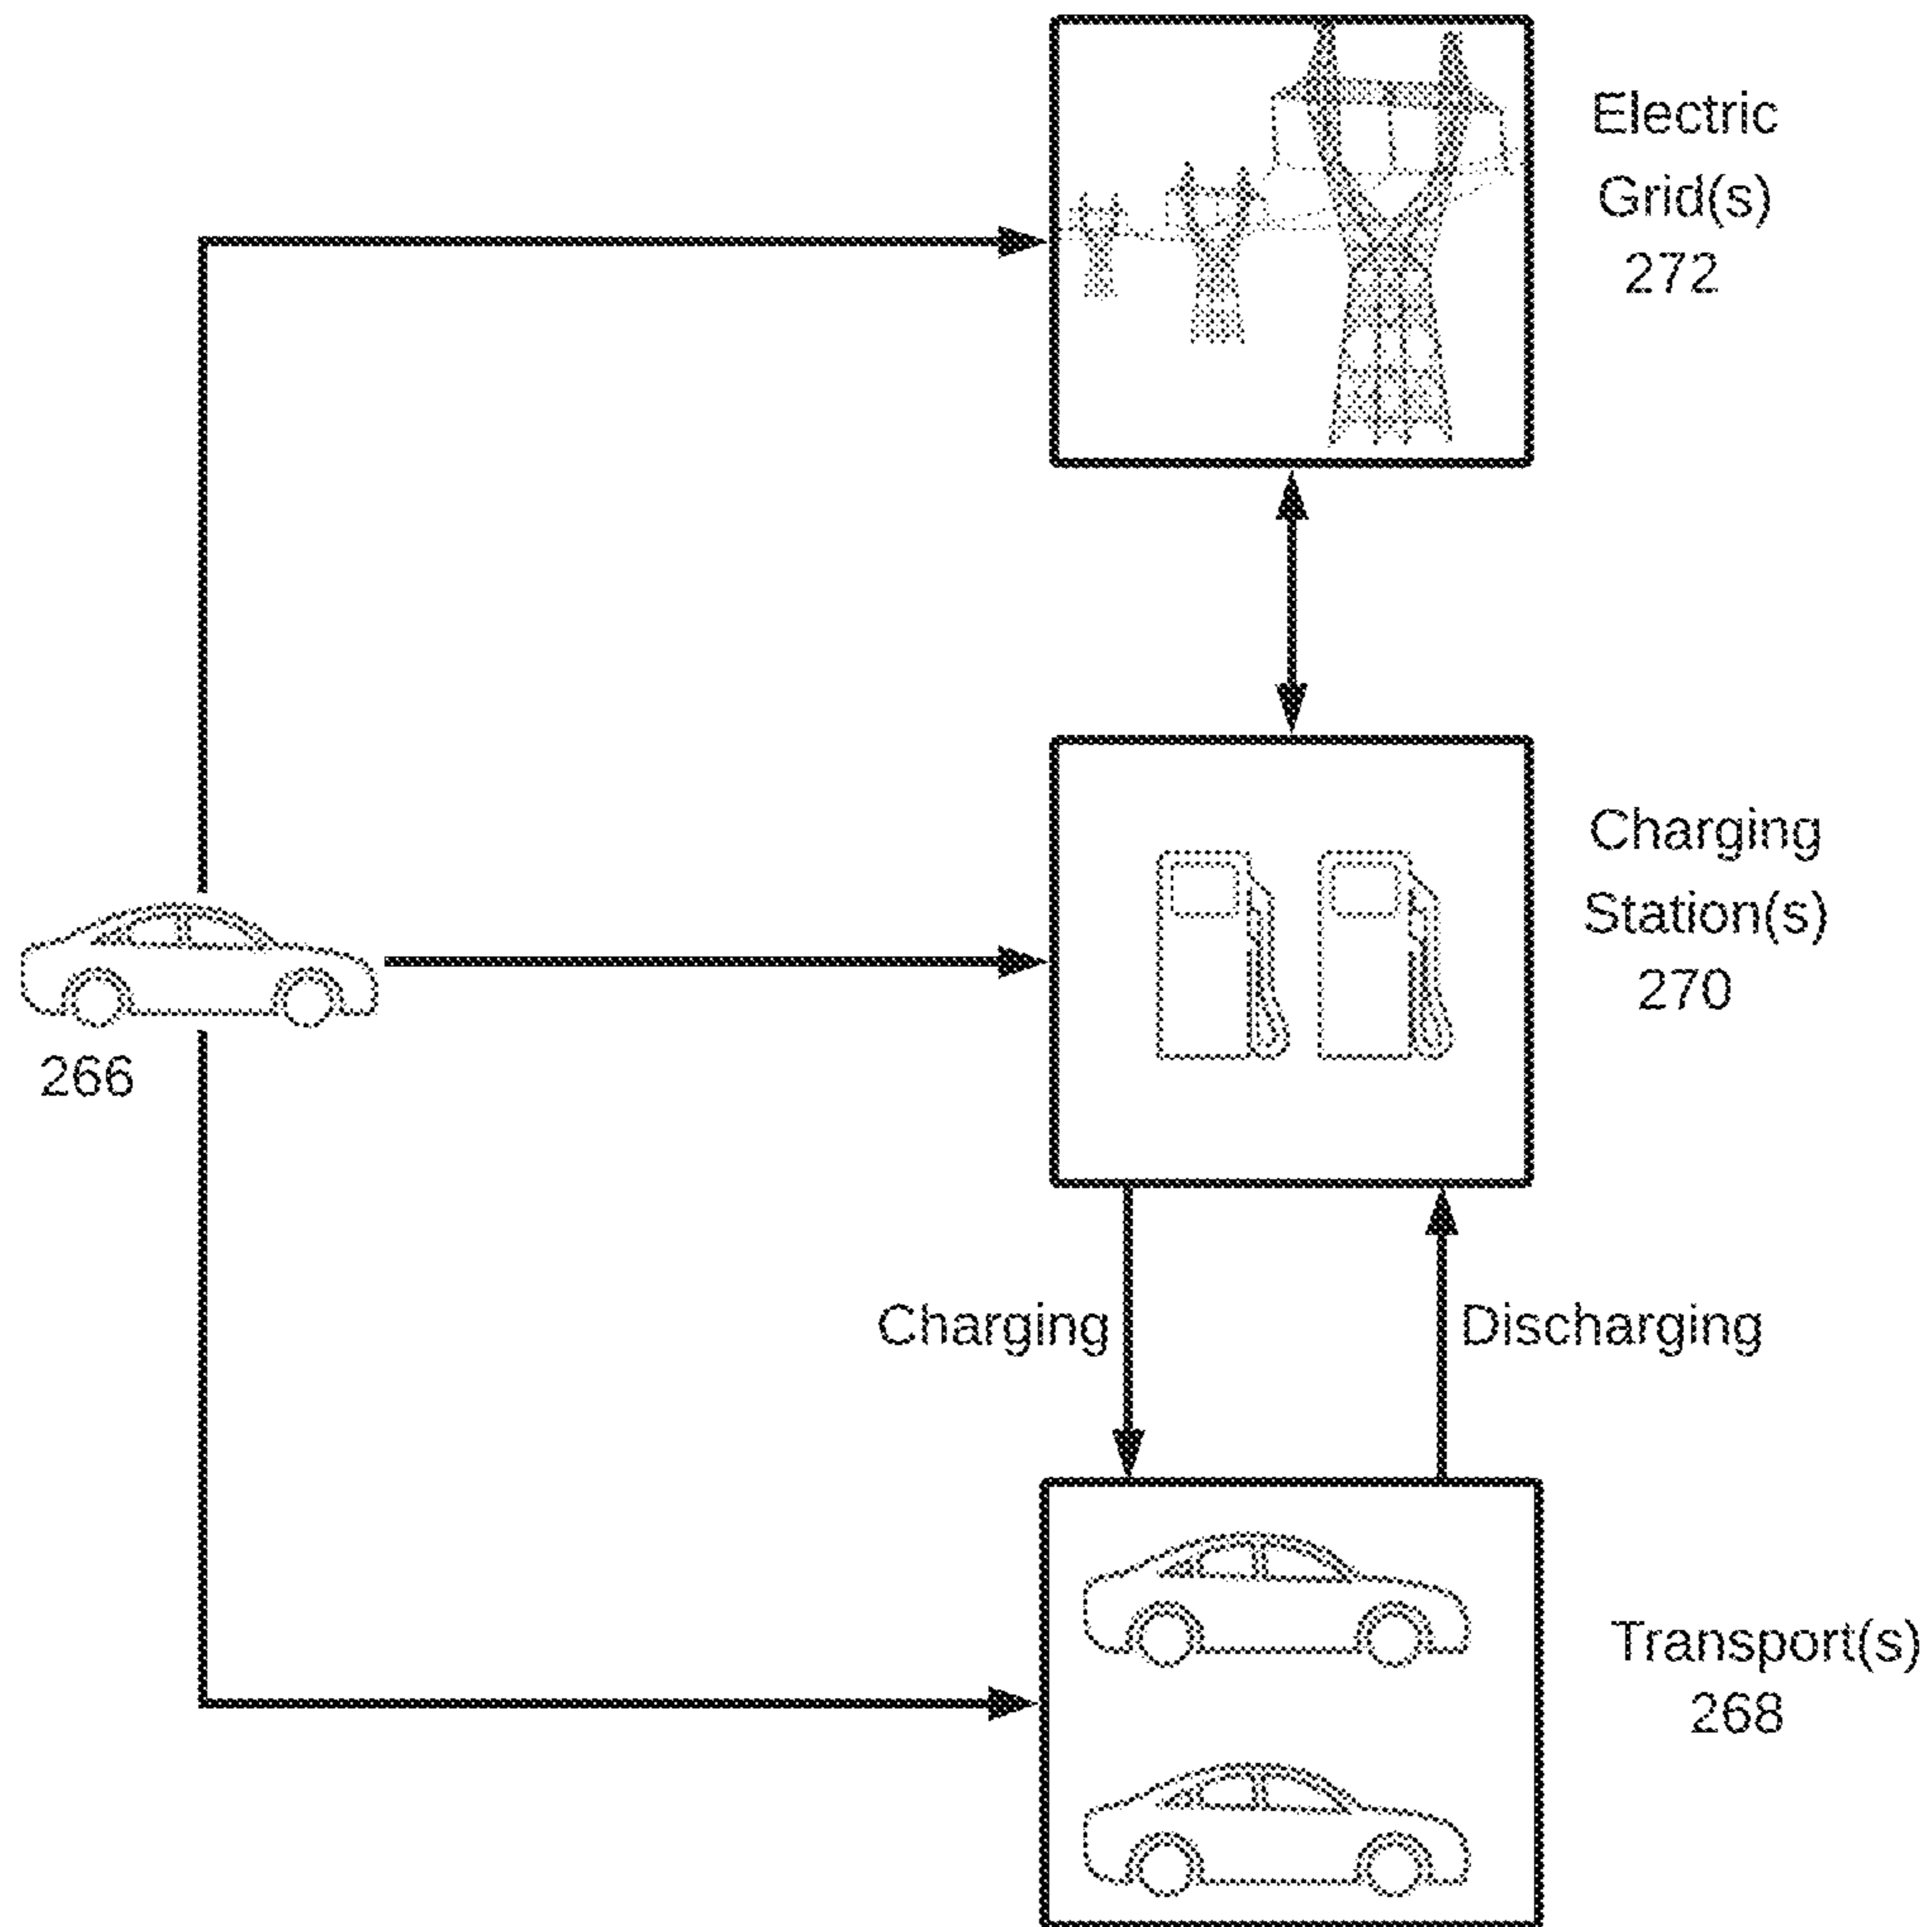 Electric
Grid(s)
272
Charging
Station(s)
270
266
Charging
Discharging
Transport(s)
268